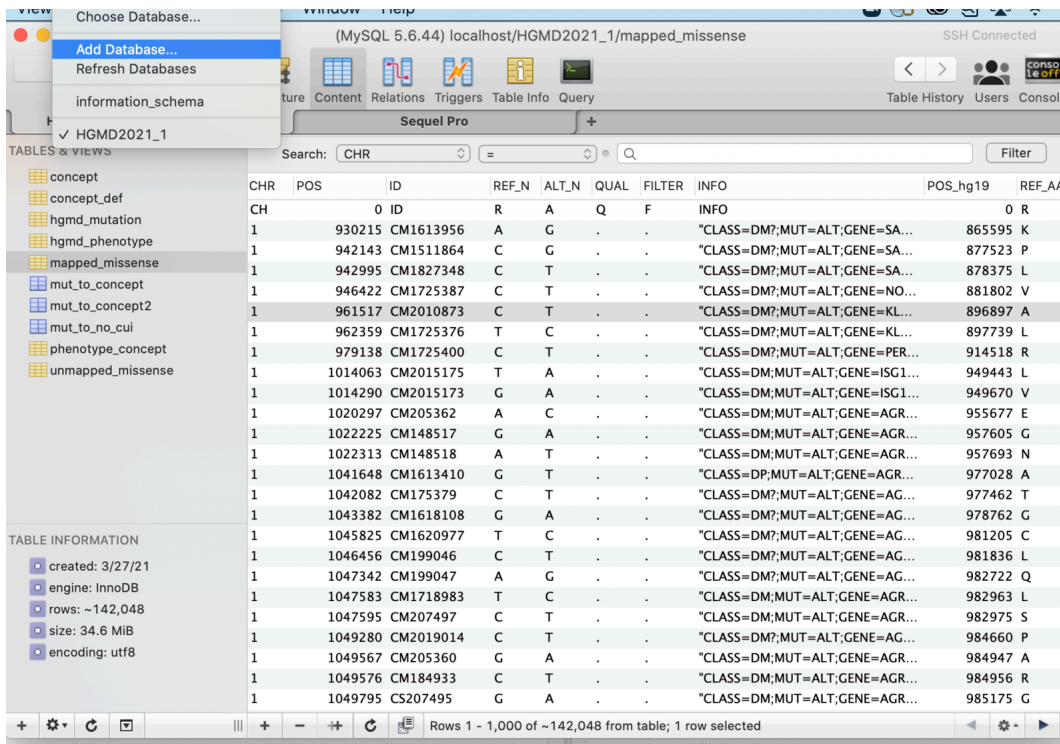 View
Window Help
Choose Database...
Add Database...
Refresh Databases
information_schema
✓ HGMD2021_1
(MySQL 5.6.44) localhost/HGMD2021_1/mapped_missense
SSH Connected
ture Content Relations Triggers Table Info Query
Table History Users Consol
conso
le off
H
Sequel Pro
+
TABLES & VIEWS
concept
concept_def
hgmd_mutation
hgmd_phenotype
mapped_missense
mut_to_concept
mut_to_concept2
mut_to_no_cui
phenotype_concept
unmapped_missense
TABLE INFORMATION
created: 3/27/21
engine: InnoDB
rows: ~142,048
size: 34.6 MiB
encoding: utf8
Search: CHR = Filter
CHR POS ID REF_N ALT_N QUAL FILTER INFO POS_hg19 REF_AA
CH 0 ID R A Q F INFO 0 R
1 930215 CM1613956 A G . . "CLASS=DM?;MUT=ALT;GENE=SA... 865595 K
1 942143 CM1511864 C G . . "CLASS=DM?;MUT=ALT;GENE=SA... 877523 P
1 942995 CM1827348 C T . . "CLASS=DM?;MUT=ALT;GENE=SA... 878375 L
1 946422 CM1725387 C T . . "CLASS=DM?;MUT=ALT;GENE=NO... 881802 V
1 961517 CM2010873 C T . . "CLASS=DM?;MUT=ALT;GENE=KL... 896897 A
1 962359 CM1725376 T C . . "CLASS=DM?;MUT=ALT;GENE=KL... 897739 L
1 979138 CM1725400 C T . . "CLASS=DM?;MUT=ALT;GENE=PER... 914518 R
1 1014063 CM2015175 T A . . "CLASS=DM;MUT=ALT;GENE=ISG1... 949443 L
1 1014290 CM2015173 G A . . "CLASS=DM;MUT=ALT;GENE=ISG1... 949670 V
1 1020297 CM205362 A C . . "CLASS=DM;MUT=ALT;GENE=AGR... 955677 E
1 1022225 CM148517 G A . . "CLASS=DM;MUT=ALT;GENE=AGR... 957605 G
1 1022313 CM148518 A T . . "CLASS=DM;MUT=ALT;GENE=AGR... 957693 N
1 1041648 CM1613410 G T . . "CLASS=DP;MUT=ALT;GENE=AGR... 977028 A
1 1042082 CM175379 C T . . "CLASS=DM?;MUT=ALT;GENE=AG... 977462 T
1 1043382 CM1618108 G A . . "CLASS=DM?;MUT=ALT;GENE=AG... 978762 G
1 1045825 CM1620977 T C . . "CLASS=DM?;MUT=ALT;GENE=AG... 981205 C
1 1046456 CM199046 C T . . "CLASS=DM?;MUT=ALT;GENE=AG... 981836 L
1 1047342 CM199047 A G . . "CLASS=DM?;MUT=ALT;GENE=AG... 982722 Q
1 1047583 CM1718983 T C . . "CLASS=DM;MUT=ALT;GENE=AGR... 982963 L
1 1047595 CM207497 C T . . "CLASS=DM;MUT=ALT;GENE=AGR... 982975 S
1 1049280 CM2019014 C T . . "CLASS=DM?;MUT=ALT;GENE=AG... 984660 P
1 1049567 CM205360 G A . . "CLASS=DM;MUT=ALT;GENE=AGR... 984947 A
1 1049576 CM184933 C T . . "CLASS=DM;MUT=ALT;GENE=AGR... 984956 R
1 1049795 CS207495 G A . . "CLASS=DM;MUT=ALT;GENE=AGR... 985175 G
Rows 1 - 1,000 of ~142,048 from table; 1 row selected